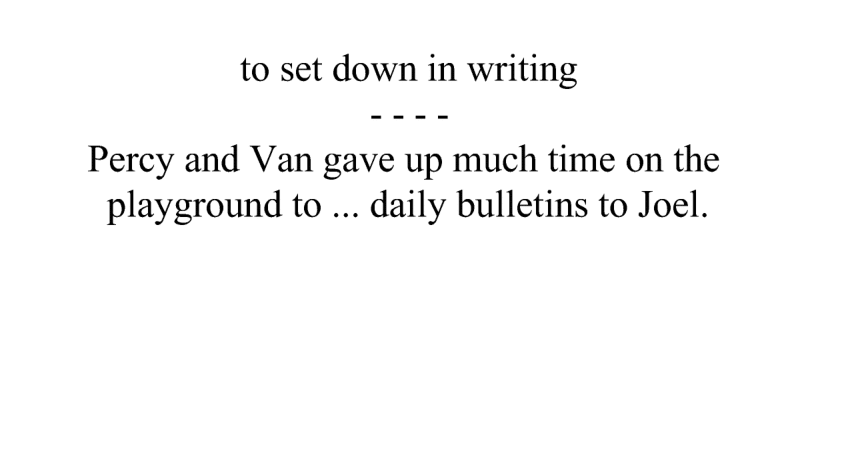 to set down in writing
- - - -
Percy and Van gave up much time on the
playground to ... daily bulletins to Joel.